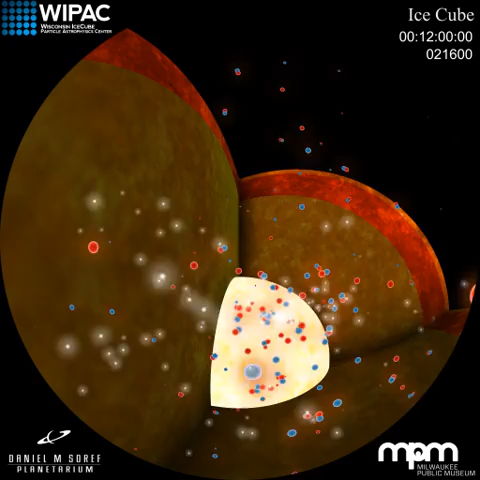 WIPAC
WISCONSIN ICECUBE
PARTICLE ASTROPHYSICS CENTER
Ice Cube
00:12:00:00
021600
DANIEL M SOREF
PLANETARIUM
mpm
MILWAUKEE
PUBLIC MUSEUM